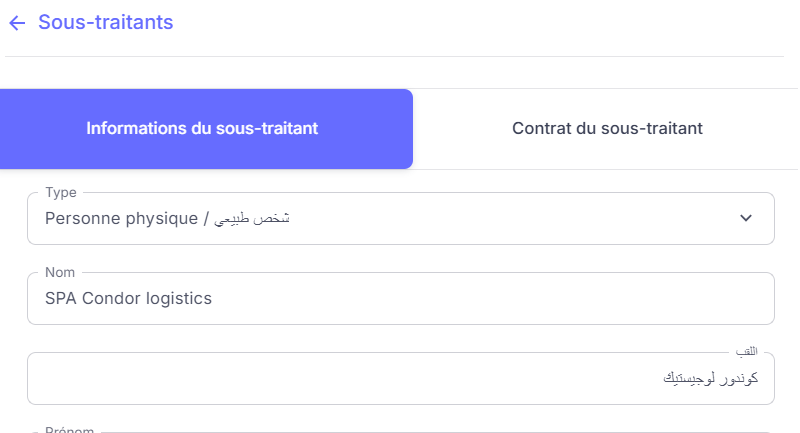 Sous-traitants
Informations du sous-traitant
Contrat du sous-traitant
Type
Personne physique / شخص طبيعي
Nom
SPA Condor logistics
اللقب
كوندور لوجيستيك
Prénom